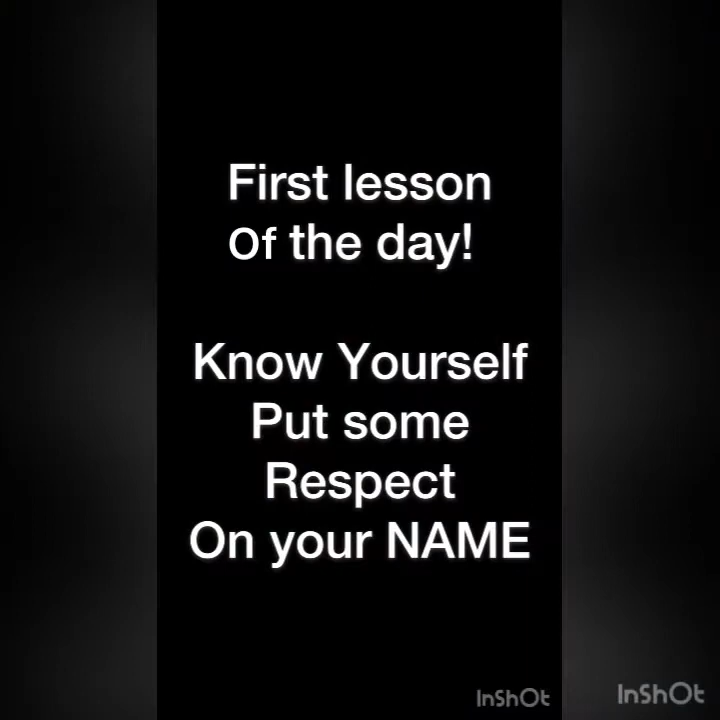 First lesson
Of the day!
Know Yourself
Put some
Respect
On your NAME
InShOt
InShOt